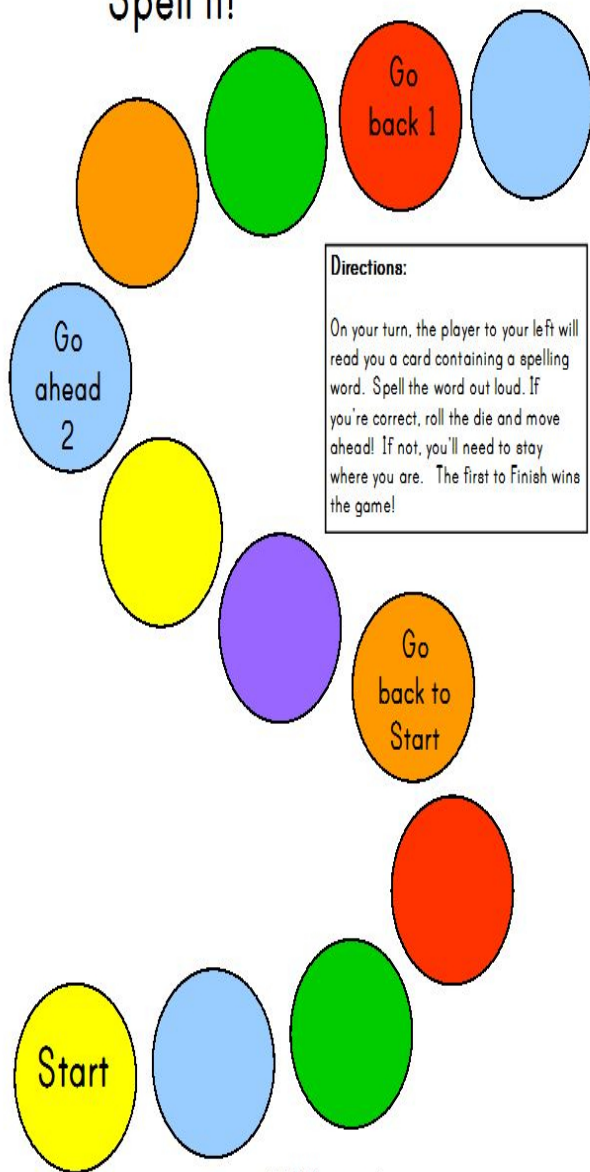 Spell It!
Go
back 1
Directions:
On your turn, the player to your left will
read you a card containing a spelling
word.  Spell the word out loud. If
you're correct, roll the die and move
ahead!  If not, you'll need to stay
where you are.   The first to Finish wins
the game!
Go
ahead
2
Go
back to
Start
Start